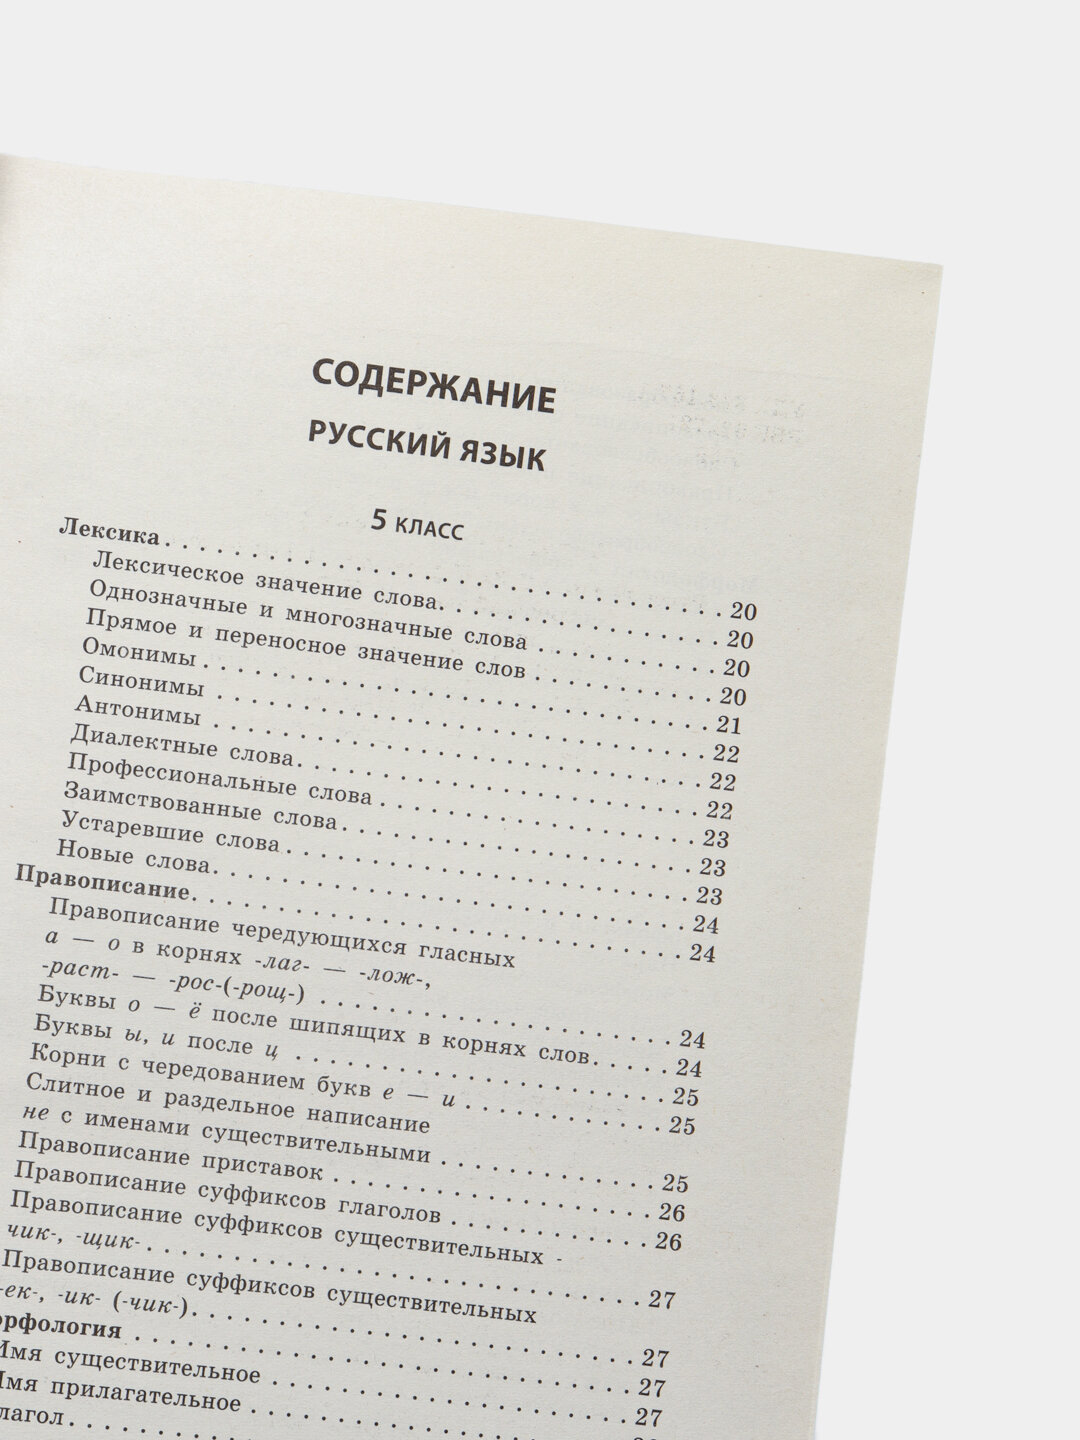 СОДЕРЖАНИЕ
РУССКИЙ ЯЗЫК
5 КЛАСС
Лексика . . . . . . . . . . . . . . . . . . . . . . . . . . . . . . 20
Лексическое значение слова. . . . . . . . . . . . . . . . 20
Однозначные и многозначные слова . . . . . . . . . . 20
Прямое и переносное значение слов . . . . . . . . . . 20
Омонимы . . . . . . . . . . . . . . . . . . . . . . . . . . . . 21
Синонимы . . . . . . . . . . . . . . . . . . . . . . . . . . . 22
Антонимы . . . . . . . . . . . . . . . . . . . . . . . . . . . 22
Диалектные слова. . . . . . . . . . . . . . . . . . . . . . 22
Профессиональные слова . . . . . . . . . . . . . . . . . 23
Заимствованные слова . . . . . . . . . . . . . . . . . . . 23
Устаревшие слова . . . . . . . . . . . . . . . . . . . . . . 23
Новые слова. . . . . . . . . . . . . . . . . . . . . . . . . . 24
Правописание. . . . . . . . . . . . . . . . . . . . . . . . . . . 24
Правописание чередующихся гласных
а — о в корнях -лаг- — -лож-,
-раст- — -рос-(-рощ-) . . . . . . . . . . . . . . . . . . . 24
Буквы о — ё после шипящих в корнях слов. . . . . . 24
Буквы ы, и после ц . . . . . . . . . . . . . . . . . . . . . 25
Корни с чередованием букв е — и . . . . . . . . . . . 25
Слитное и раздельное написание
не с именами существительными . . . . . . . . . . . . 25
Правописание приставок . . . . . . . . . . . . . . . . . . 26
Правописание суффиксов глаголов . . . . . . . . . . . 26
Правописание суффиксов существительных -
чик-, -щик- . . . . . . . . . . . . . . . . . . . . . . . . . . 27
Правописание суффиксов существительных
-ек-, -ик- (-чик-). . . . . . . . . . . . . . . . . . . . . . . 27
орфология . . . . . . . . . . . . . . . . . . . . . . . . . . . . 27
Имя существительное . . . . . . . . . . . . . . . . . . . . 27
Имя прилагательное . . . . . . . . . . . . . . . . . . . . .
лагол . . . . . . . . .